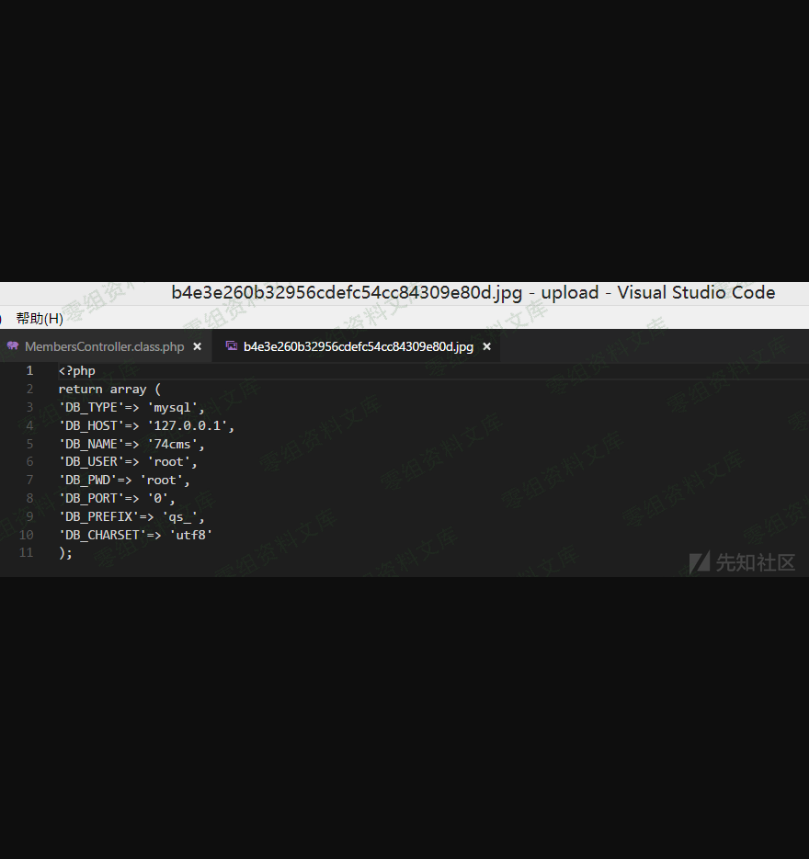 b4e3e260b32956cdefc54cc84309e80d.jpg - upload - Visual Studio Code
) 帮助(H)
MembersController.class.php × b4e3e260b32956cdefc54cc84309e80d.jpg ×
1 <?php
2 return array (
3 'DB_TYPE'=> 'mysql',
4 'DB_HOST'=> '127.0.0.1',
5 'DB_NAME'=> '74cms',
6 'DB_USER'=> 'root',
7 'DB_PWD'=> 'root',
8 'DB_PORT'=> '0',
9 'DB_PREFIX'=> 'qs_',
10 'DB_CHARSET'=> 'utf8'
11 );
零组资料文库
先知社区